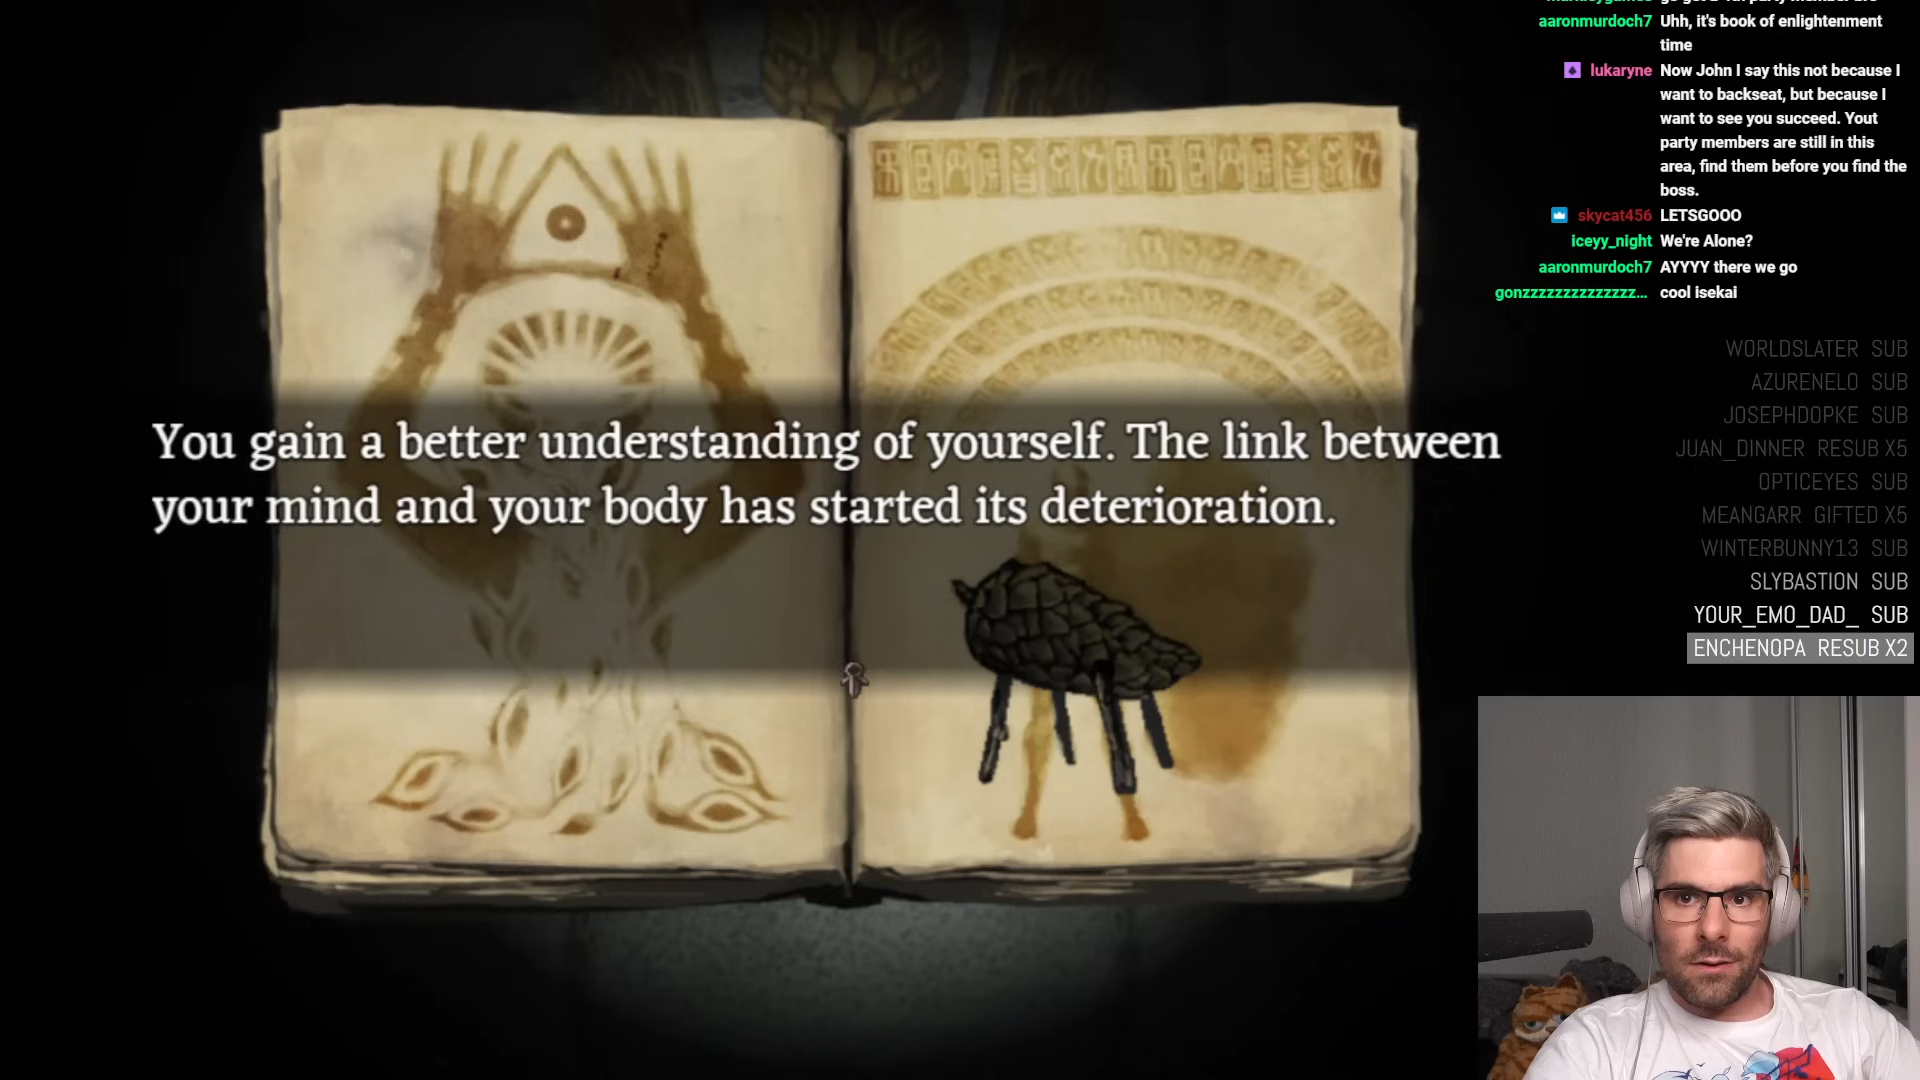 You gain a better understanding of yourself. The link between
your mind and your body has started its deterioration.
aaronmurdoch7 Uhh, it's book of enlightenment
time
lukaryne Now John I say this not because I
want to backseat, but because I
want to see you succeed. Yout
party members are still in this
area, find them before you find the
boss.
skycat456 LETSGOOO
iceyy_night We're Alone?
aaronmurdoch7 AYYYY there we go
gonzzzzzzzzzzzzzz... cool isekai
WORLDSLATER SUB
AZURENELO SUB
JOSEPHDOPKE SUB
JUAN_DINNER RESUB X5
OPTICEYES SUB
MEANGARR GIFTED X5
WINTERBUNNY13 SUB
SLYBASTION SUB
YOUR_EMO_DAD_ SUB
ENCHENOPA RESUB X2